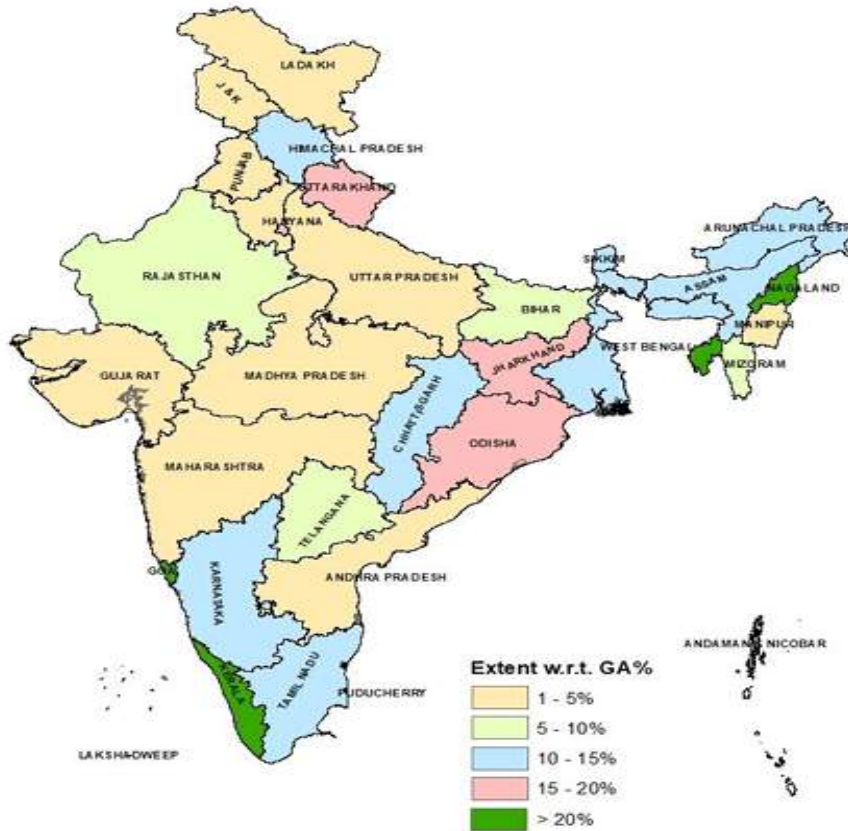 LADAKH
J & K
HIMACHAL PRADESH
PUNJAB
UTTARAKHAND
HARYANA
ARUNACHAL PRADESH
SIKKIM
RAJASTHAN
UTTAR PRADESH
ASSAM
NAGALAND
BIHAR
MANIPUR
WEST BENGAL
JHARKHAND
MIZORAM
GUJARAT
MADHYA PRADESH
CHHATTISGARH
ODISHA
MAHARASHTRA
TELANGANA
GOA
ANDHRA PRADESH
KARNATAKA
ANDAMAN & NICOBAR
TAMIL NADU
KERALA
PUDUCHERRY
LAKSHADWEEP
Extent w.r.t. GA%
1 - 5%
5 - 10%
10 - 15%
15 - 20%
> 20%